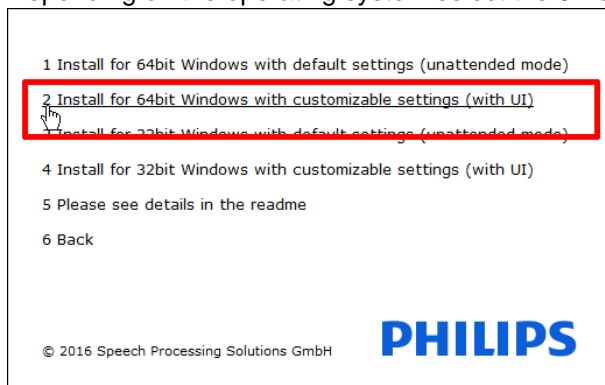 1 Install for 64bit Windows with default settings (unattended mode)
2 Install for 64bit Windows with customizable settings (with UI)
3 Install for 32bit Windows with default settings (unattended mode)
4 Install for 32bit Windows with customizable settings (with UI)
5 Please see details in the readme
6 Back
© 2016 Speech Processing Solutions GmbH
PHILIPS